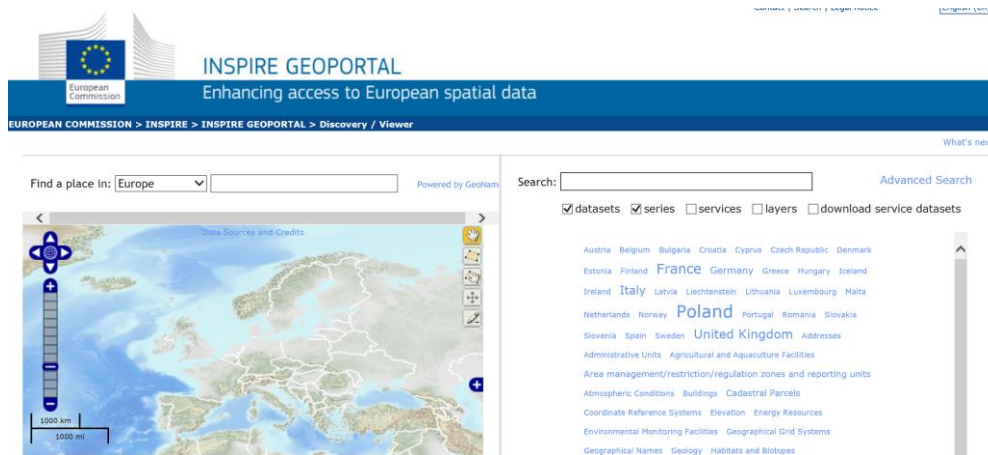 Contact | Search | Legal notice
English (en
European
Commission
INSPIRE GEOPORTAL
Enhancing access to European spatial data
EUROPEAN COMMISSION > INSPIRE > INSPIRE GEOPORTAL > Discovery / Viewer
What's new
Find a place in: Europe
Powered by GeoNam
Search:
Advanced Search
datasets series services layers download service datasets
Data Sources and Credits
1000 km
1000 mi
Austria Belgium Bulgaria Croatia Cyprus Czech Republic Denmark
Estonia Finland France Germany Greece Hungary Iceland
Ireland Italy Latvia Liechtenstein Lithuania Luxembourg Malta
Netherlands Norway Poland Portugal Romania Slovakia
Slovenia Spain Sweden United Kingdom Addresses
Administrative Units Agricultural and Aquaculture Facilities
Area management/restriction/regulation zones and reporting units
Atmospheric Conditions Buildings Cadastral Parcels
Coordinate Reference Systems Elevation Energy Resources
Environmental Monitoring Facilities Geographical Grid Systems
Geographical Names Geology Habitats and Biotopes